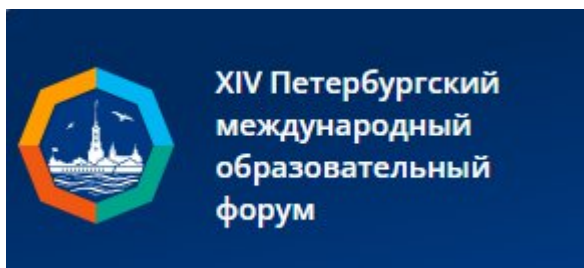 XIV Петербургский
международный
образовательный
форум